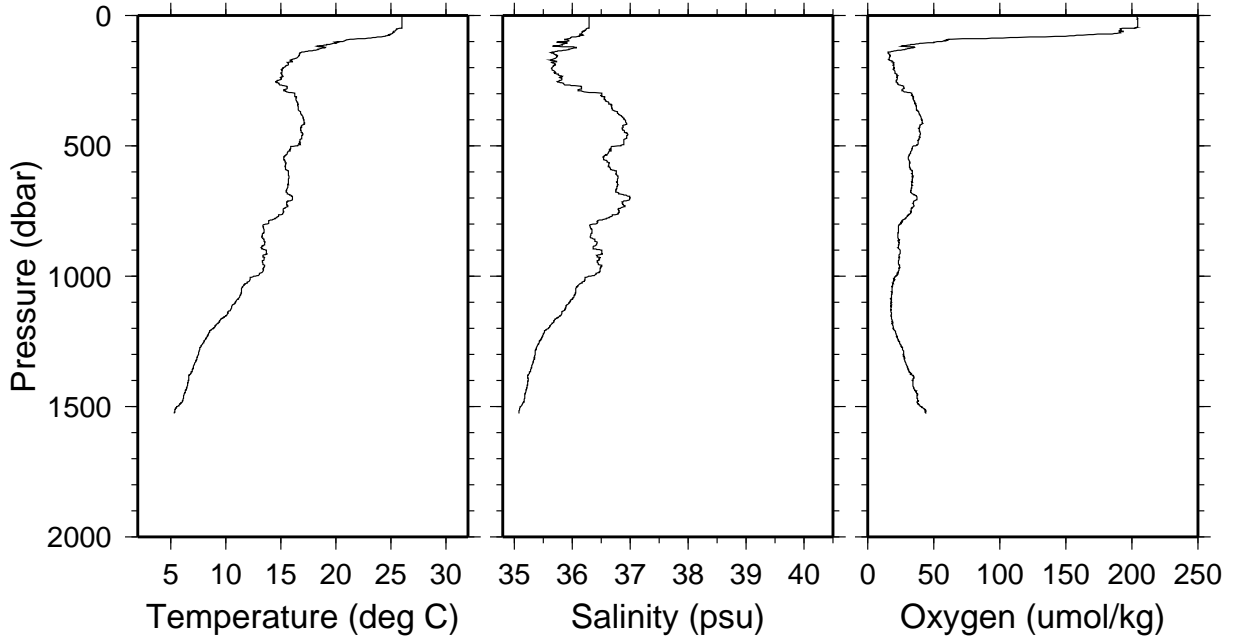 0
500
1000
1500
2000
Pressure (dbar)
5 10 15 20 25 30
Temperature (deg C)
35 36 37 38 39 40
Salinity (psu)
0 50 100 150 200 250
Oxygen (umol/kg)